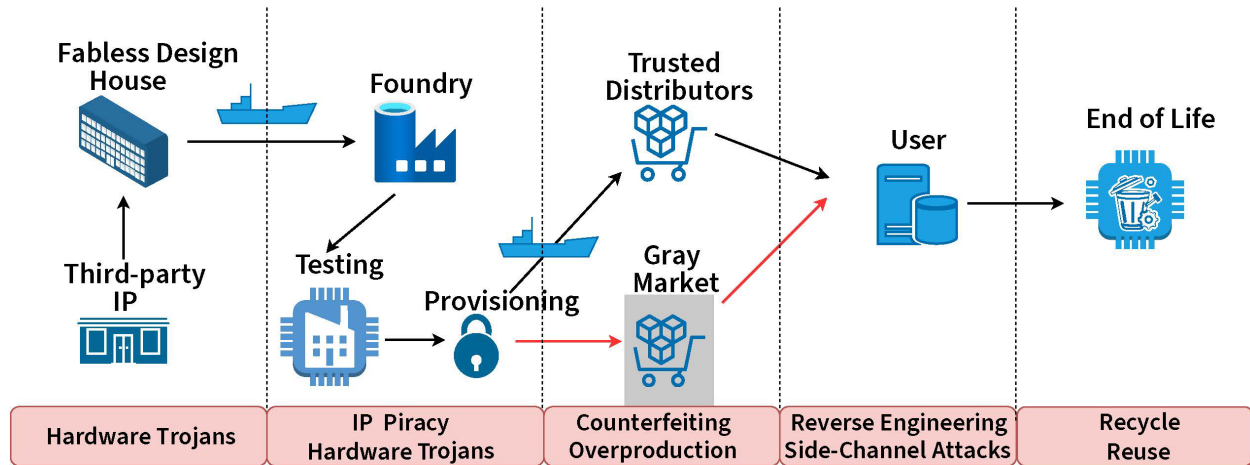 Fabless Design
House
Foundry
Trusted
Distributors
User
End of Life
Third-party
IP
Testing
Provisioning
Gray
Market
Hardware Trojans
IP Piracy
Hardware Trojans
Counterfeiting
Overproduction
Reverse Engineering
Side-Channel Attacks
Recycle
Reuse